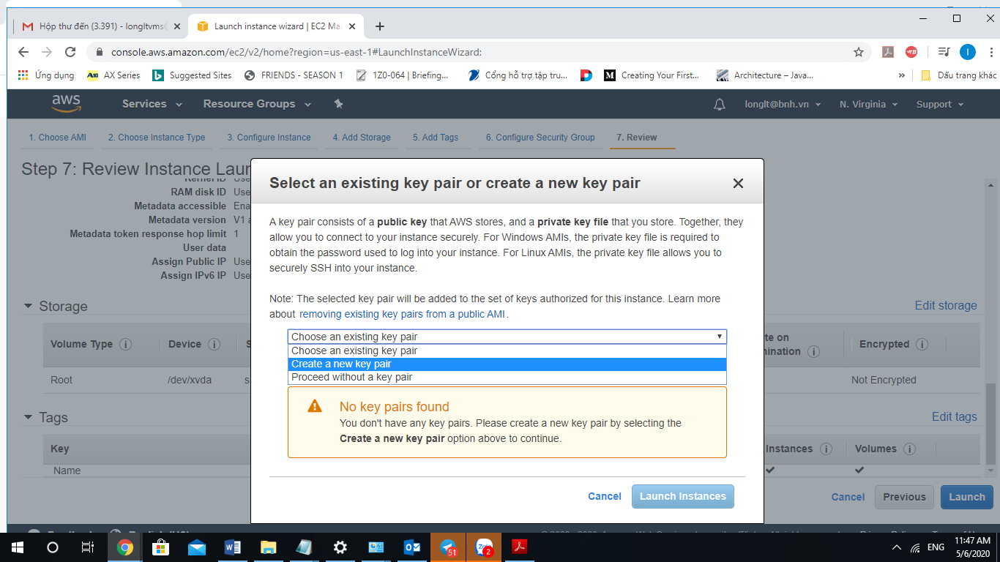 Hộp thư đến (3.391) - longltvms@
Launch instance wizard | EC2 Ma
console.aws.amazon.com/ec2/v2/home?region=us-east-1#LaunchInstanceWizard:
Ứng dụng
A10 AX Series
Suggested Sites
FRIENDS - SEASON 1
1Z0-064 | Briefing...
Cổng hỗ trợ tập tru...
M Creating Your First...
Architecture – Java...
»
Dấu trang khác
aws
Services
Resource Groups
longlt@bnh.vn
N. Virginia
Support
1. Choose AMI
2. Choose Instance Type
3. Configure Instance
4. Add Storage
5. Add Tags
6. Configure Security Group
7. Review
Step 7: Review Instance Laun
Kernel ID Use
RAM disk ID Use
Metadata accessible Ena
Metadata version V1 a
Metadata token response hop limit 1
User data
Assign Public IP Use
Assign IPv6 IP Use
Select an existing key pair or create a new key pair
A key pair consists of a public key that AWS stores, and a private key file that you store. Together, they
allow you to connect to your instance securely. For Windows AMIs, the private key file is required to
obtain the password used to log into your instance. For Linux AMIs, the private key file allows you to
securely SSH into your instance.
Note: The selected key pair will be added to the set of keys authorized for this instance. Learn more
about removing existing key pairs from a public AMI .
Choose an existing key pair
Choose an existing key pair
Create a new key pair
Proceed without a key pair
No key pairs found
You don't have any key pairs. Please create a new key pair by selecting the
Create a new key pair option above to continue.
Cancel
Launch Instances
Storage
Edit storage
Volume Type
Device
S
te on
mination
Encrypted
Root
/dev/xvda
s
Not Encrypted
Tags
Edit tags
Key
Instances
Volumes
Name
Cancel
Previous
Launch
51
2
ENG
11:47 AM
5/6/2020